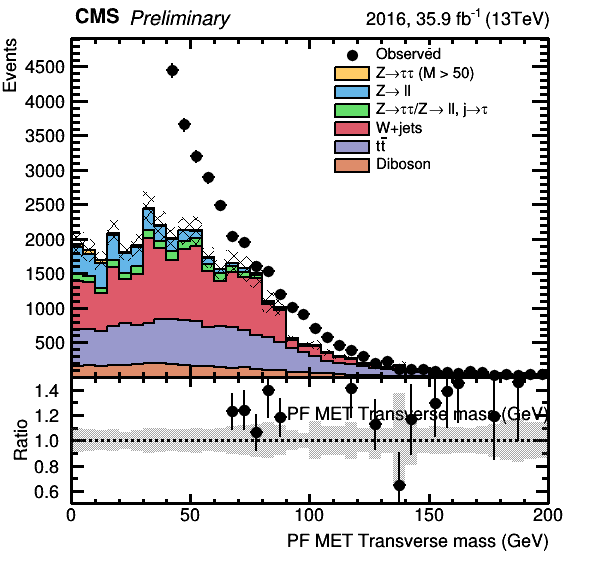 CMS Preliminary 2016, 35.9 fb⁻¹ (13TeV)
Events
4500
4000
3500
3000
2500
2000
1500
1000
500
Observed
Z→ττ (M > 50)
Z→ ll
Z→ττ/Z→ ll, j→τ
W+jets
tt̄
Diboson
PF MET Transverse mass (GeV)
Ratio
1.4
1.2
1.0
0.8
0.6
0 50 100 150 200
PF MET Transverse mass (GeV)